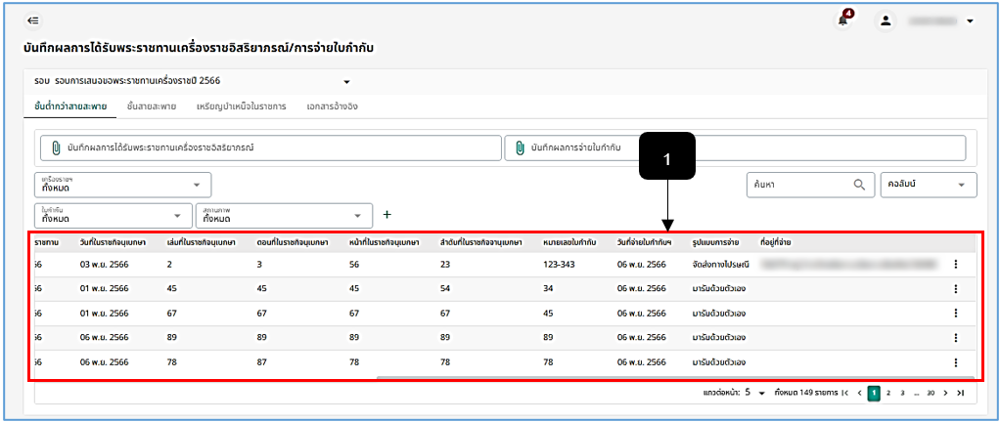 4
บันทึกผลการได้รับพระราชทานเครื่องราชอิสริยาภรณ์/การจ่ายใบกำกับ
รอบ รอบการเสนอขอพระราชทานเครื่องราชปี 2566
ชั้นต่ำกว่าสายสะพาย ชั้นสายสะพาย เหรียญบำเหน็จในราชการ เอกสารอ้างอิง
บันทึกผลการได้รับพระราชทานเครื่องราชอิสริยาภรณ์ บันทึกผลการจ่ายใบกำกับ
1
เครื่องราชฯ
ทั้งหมด ค้นหา คอลัมน์
ใบกำกับ สถานภาพ
ทั้งหมด ทั้งหมด +
ราชทาน วันที่ในราชกิจนุเบกษา เล่มที่ในราชกิจนุเบกษา ตอนที่ในราชกิจนุเบกษา หน้าที่ในราชกิจนุเบกษา ลำดับที่ในราชกิจจานุเบกษา หมายเลขใบกำกับ วันที่จ่ายใบกำกับฯ รูปแบบการจ่าย ที่อยู่ที่จ่าย
66 03 พ.ย. 2566 2 3 56 23 123-343 06 พ.ย. 2566 จัดส่งทางไปรษณี
66 01 พ.ย. 2566 45 45 45 54 34 06 พ.ย. 2566 มารับด้วยตัวเอง
66 01 พ.ย. 2566 67 67 67 67 45 06 พ.ย. 2566 มารับด้วยตัวเอง
66 06 พ.ย. 2566 89 89 89 89 89 06 พ.ย. 2566 มารับด้วยตัวเอง
66 06 พ.ย. 2566 78 87 78 78 78 06 พ.ย. 2566 มารับด้วยตัวเอง
แถวต่อหน้า: 5 ทั้งหมด 149 รายการ 1 2 3 ... 30